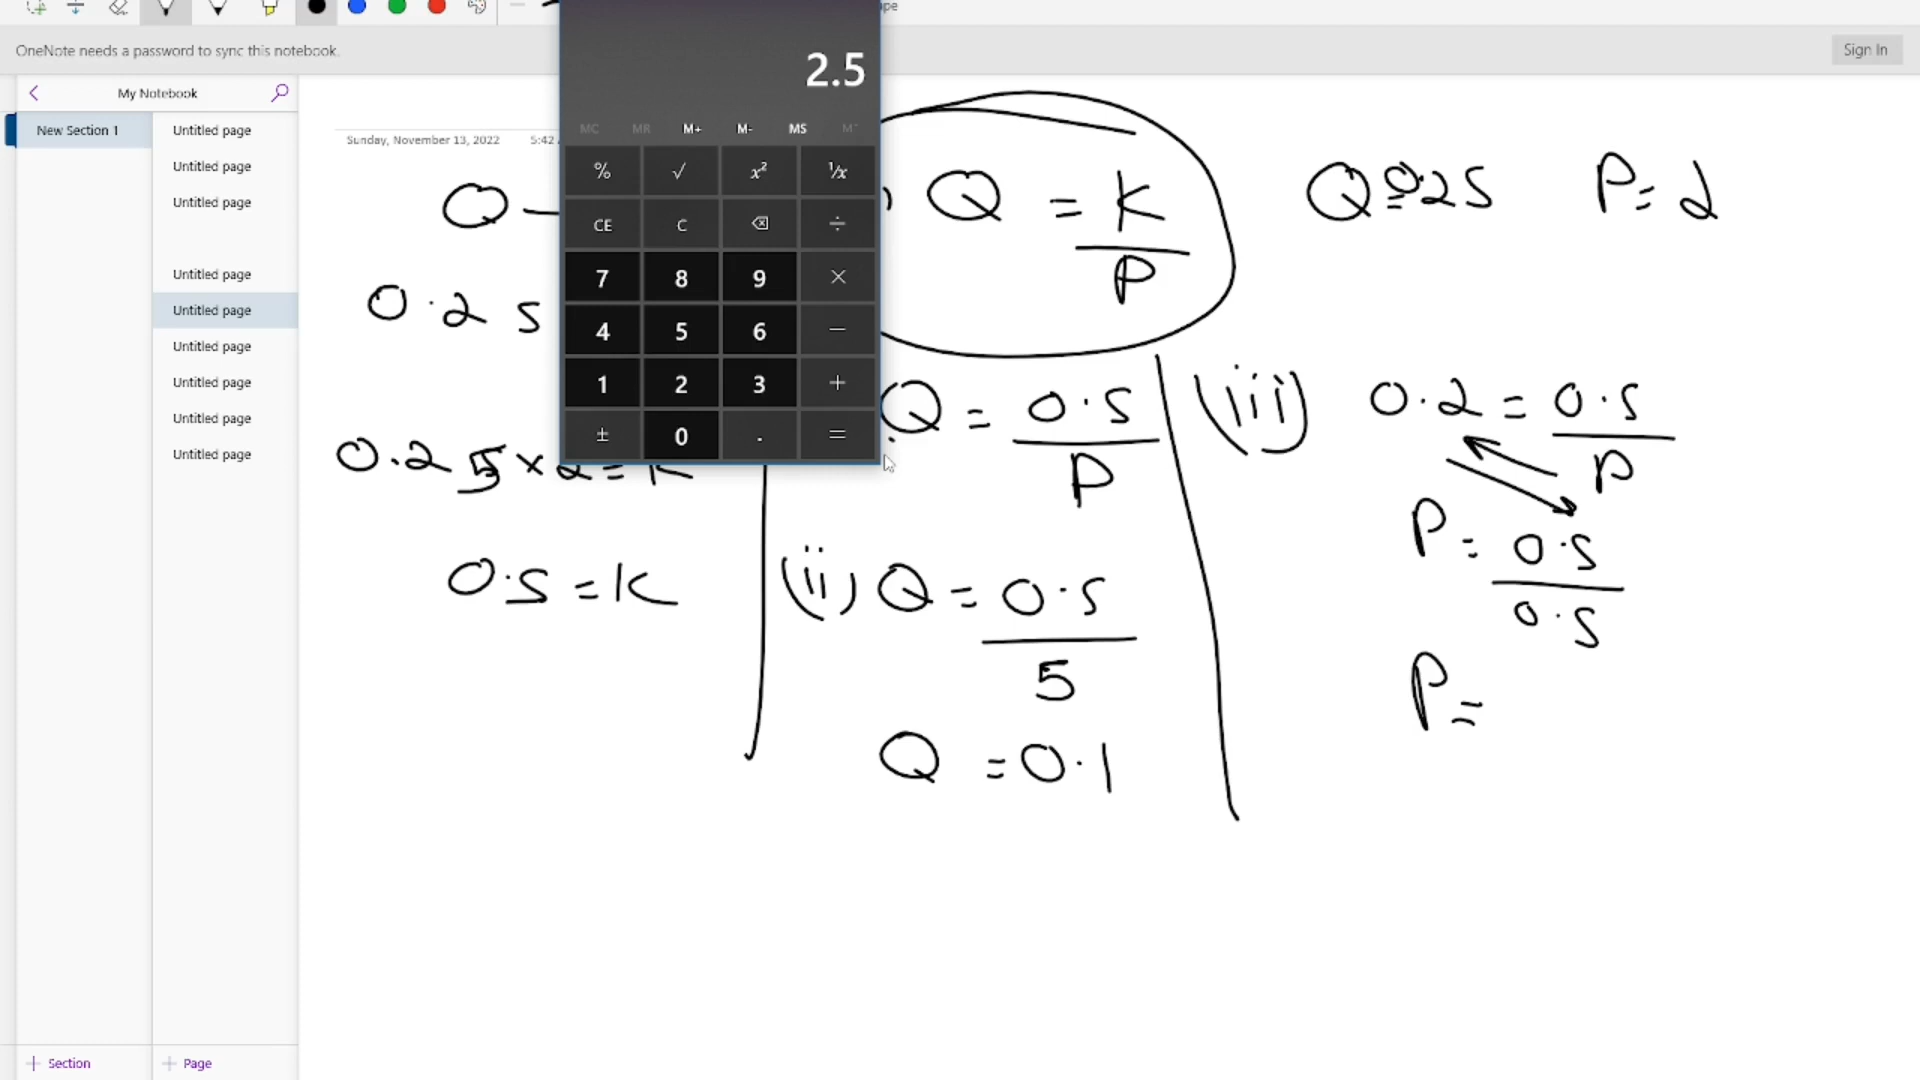 OneNote needs a password to sync this notebook.
Sign In
My Notebook
New Section 1
Untitled page
Untitled page
Untitled page
Untitled page
Untitled page
Untitled page
Untitled page
Untitled page
Untitled page
+ Section
+ Page
Sunday, November 13, 2022 5:42
2.5
MC MR M+ M- MS
% √ x² ¹/x
CE C ÷
7 8 9 ×
4 5 6 −
1 2 3 +
± 0 . =
Q
0.25
0.25 × 2 = K
0.5 = K
Q = K
P
Q = 0.5
P
(ii) Q = 0.5
5
Q = 0.1
Q = 0.25 P = 2
(iii) 0.2 = 0.5
P
P = 0.5
0.5
P =